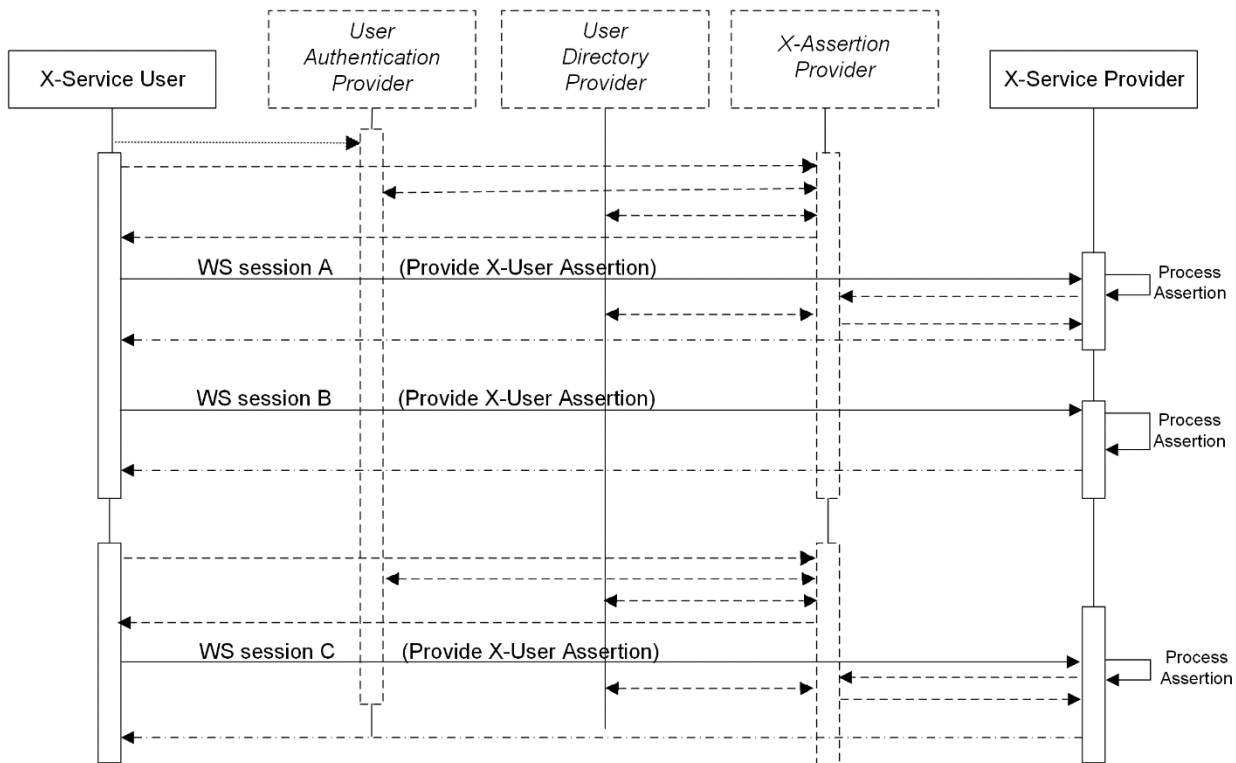 X-Service User
User
Authentication
Provider
User
Directory
Provider
X-Assertion
Provider
X-Service Provider
WS session A (Provide X-User Assertion)
Process
Assertion
WS session B (Provide X-User Assertion)
Process
Assertion
WS session C (Provide X-User Assertion)
Process
Assertion